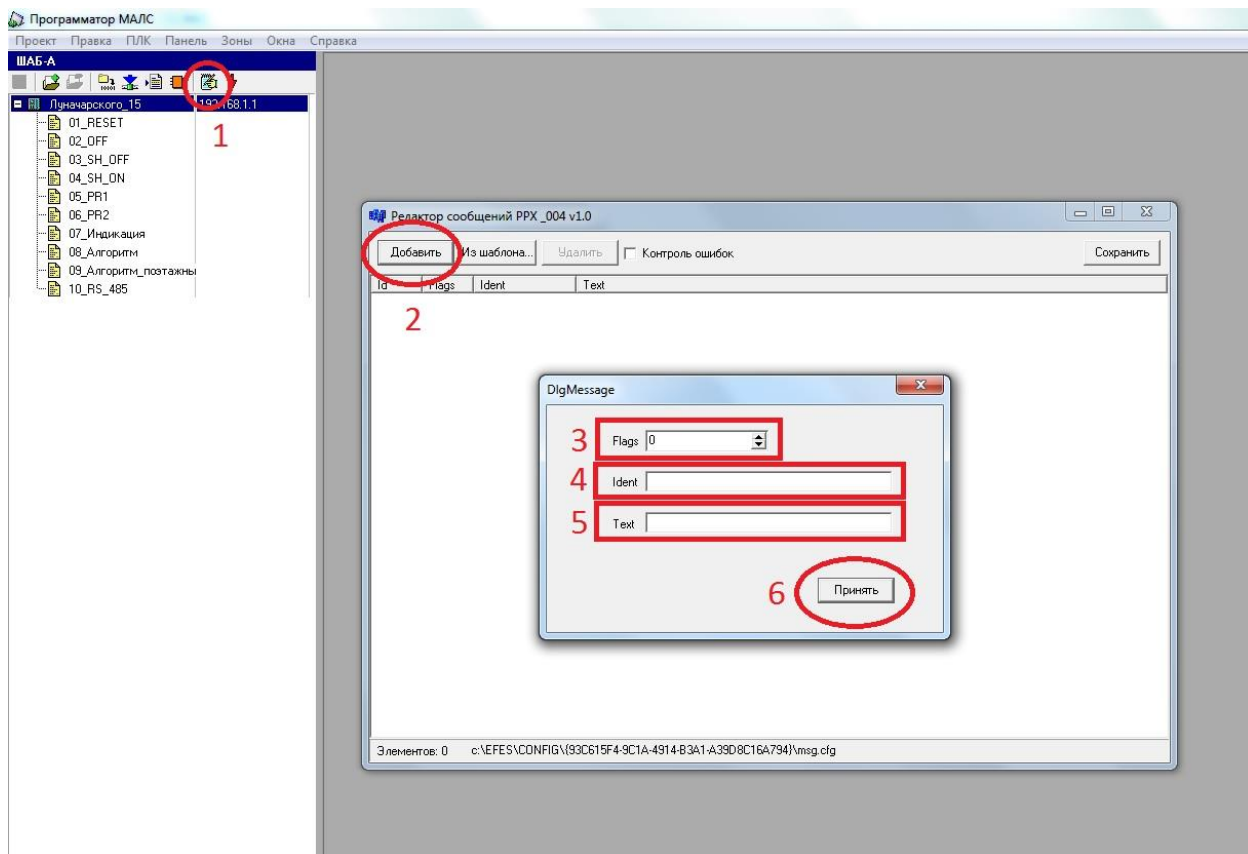 Программатор МАЛС
Проект Правка ПЛК Панель Зоны Окна Справка
ШАБ-А
Луначарского_15 192.168.1.1
1
01_RESET
02_OFF
03_SH_OFF
04_SH_ON
05_PR1
06_PR2
07_Индикация
08_Алгоритм
09_Алгоритм_поэтажны
10_RS_485
Редактор сообщений PPX _004 v1.0
Добавить Из шаблона... Удалить Контроль ошибок Сохранить
Id Flags Ident Text
2
DlgMessage
3 Flags 0
4 Ident
5 Text
6 Принять
Элементов: 0 c:\EFES\CONFIG\{93C615F4-9C1A-4914-B3A1-A39D8C16A794}\msg.cfg